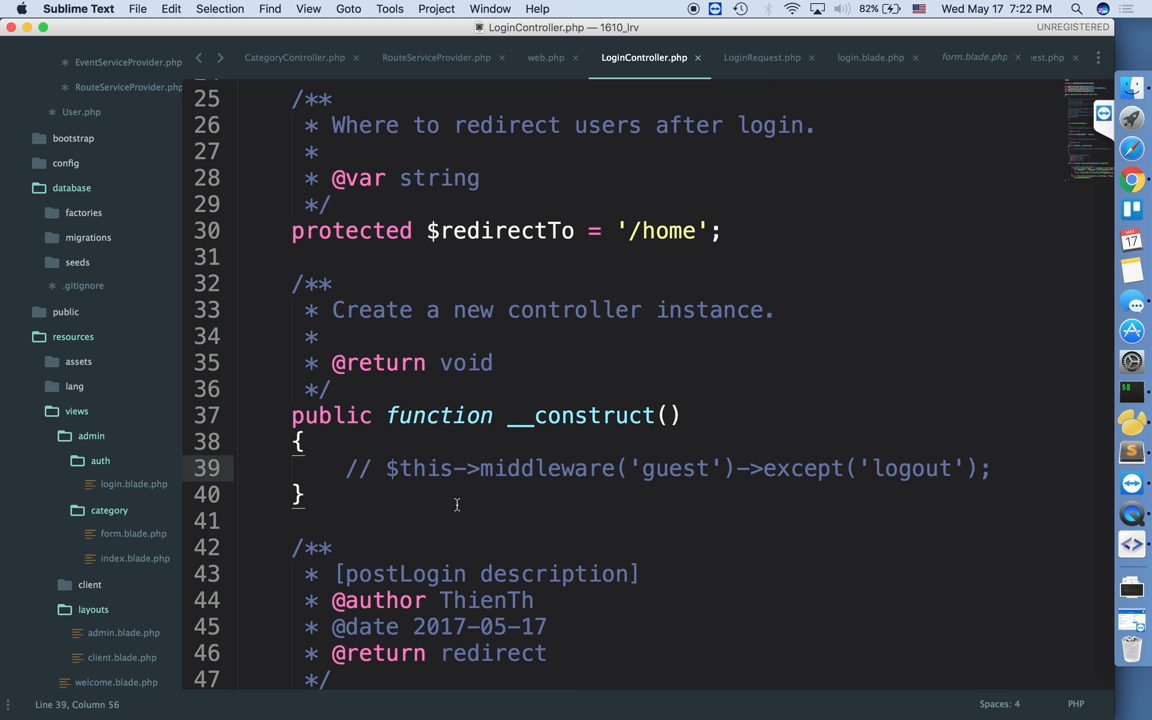 Sublime Text File Edit Selection Find View Goto Tools Project Window Help 82% Wed May 17 7:22 PM
LoginController.php — 1610_lrv UNREGISTERED
CategoryController.php × RouteServiceProvider.php × web.php × LoginController.php × LoginRequest.php × login.blade.php × form.blade.php × est.php ×
EventServiceProvider.php
RouteServiceProvider.php
User.php
bootstrap
config
database
factories
migrations
seeds
.gitignore
public
resources
assets
lang
views
admin
auth
login.blade.php
category
form.blade.php
index.blade.php
client
layouts
admin.blade.php
client.blade.php
welcome.blade.php
25 /**
26 * Where to redirect users after login.
27 *
28 * @var string
29 */
30 protected $redirectTo = '/home';
31
32 /**
33 * Create a new controller instance.
34 *
35 * @return void
36 */
37 public function __construct()
38 {
39 // $this->middleware('guest')->except('logout');
40 }
41
42 /**
43 * [postLogin description]
44 * @author ThienTh
45 * @date 2017-05-17
46 * @return redirect
47 */
MAY
17
Line 39, Column 56 Spaces: 4 PHP